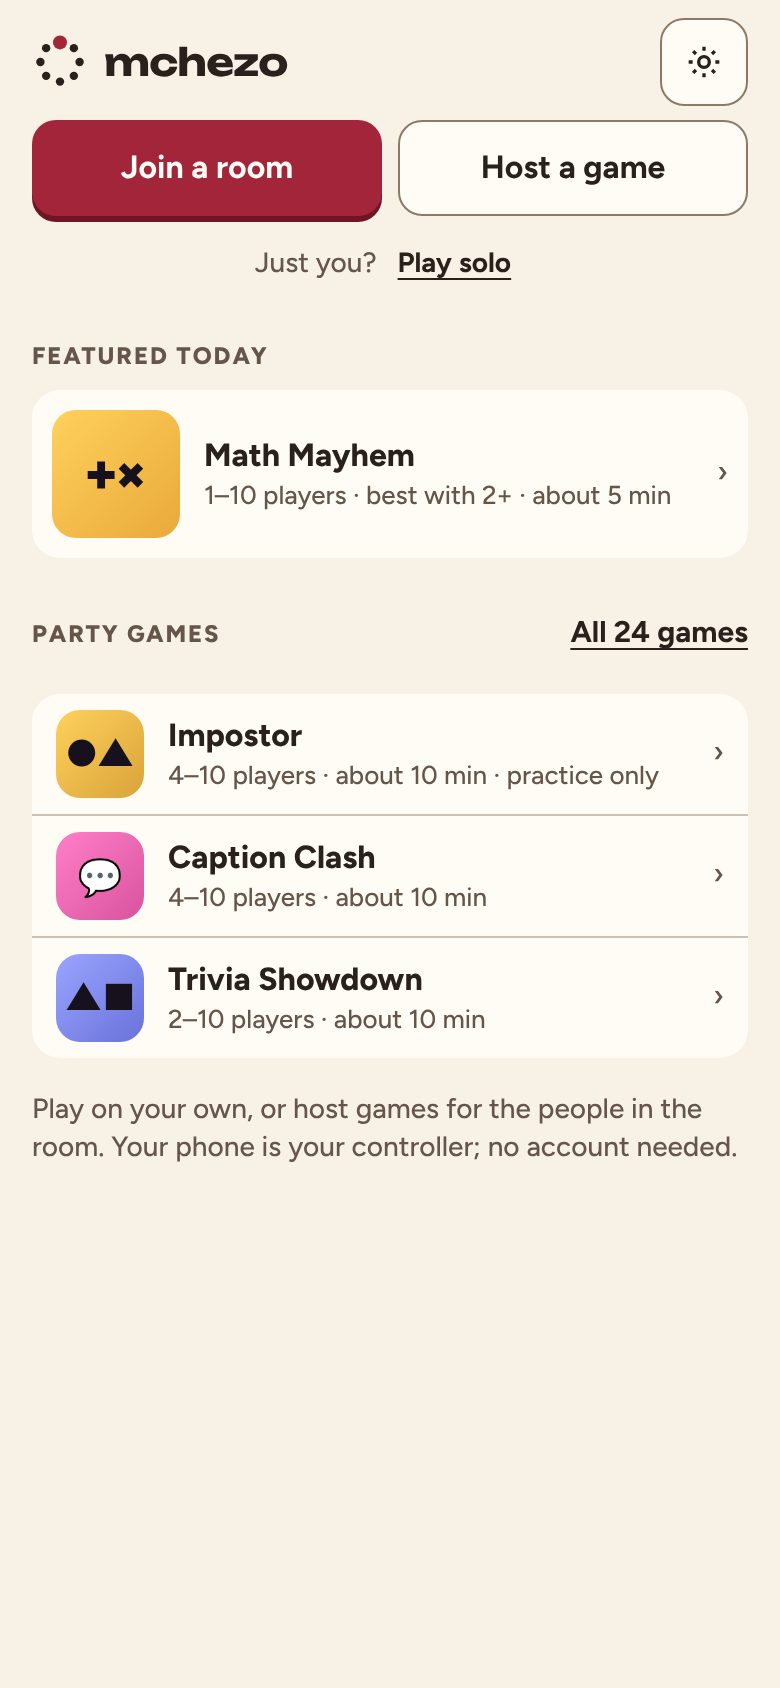 mchezo
Join a room
Host a game
Just you? Play solo
FEATURED TODAY
Math Mayhem
1–10 players · best with 2+ · about 5 min
PARTY GAMES
All 24 games
Impostor
4–10 players · about 10 min · practice only
Caption Clash
4–10 players · about 10 min
Trivia Showdown
2–10 players · about 10 min
Play on your own, or host games for the people in the
room. Your phone is your controller; no account needed.